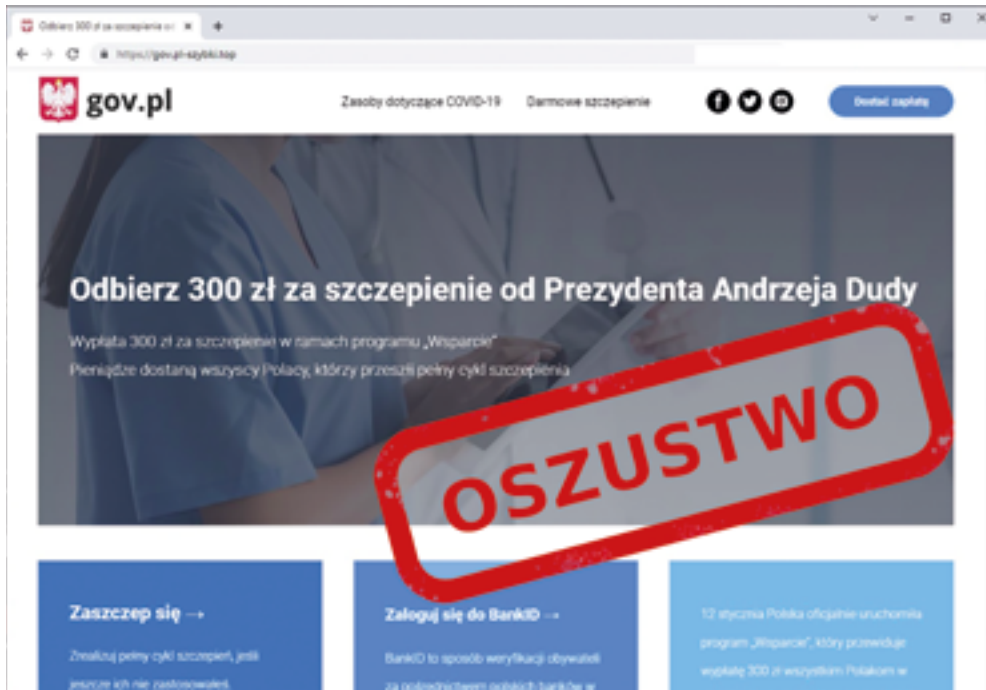 Odbierz 300 zł za szczepienie o
https://gov.pl-szybki.top
gov.pl
Zasoby dotyczące COVID-19
Darmowe szczepienie
Dostać zapłatę
Odbierz 300 zł za szczepienie od Prezydenta Andrzeja Dudy
Wypłata 300 zł za szczepienie w ramach programu „Wsparcie"
Pieniądze dostaną wszyscy Polacy, którzy przeszli pełny cykl szczepienia
OSZUSTWO
Zaszczep się →
Zrealizuj pełny cykl szczepień, jeśli
jeszcze ich nie zastosowałeś.
Zaloguj się do BankID →
BankID to sposób weryfikacji obywateli
za pośrednictwem polskich banków w
12 stycznia Polska oficjalnie uruchomiła
program „Wsparcie", który przewiduje
wypłatę 300 zł wszystkim Polakom w